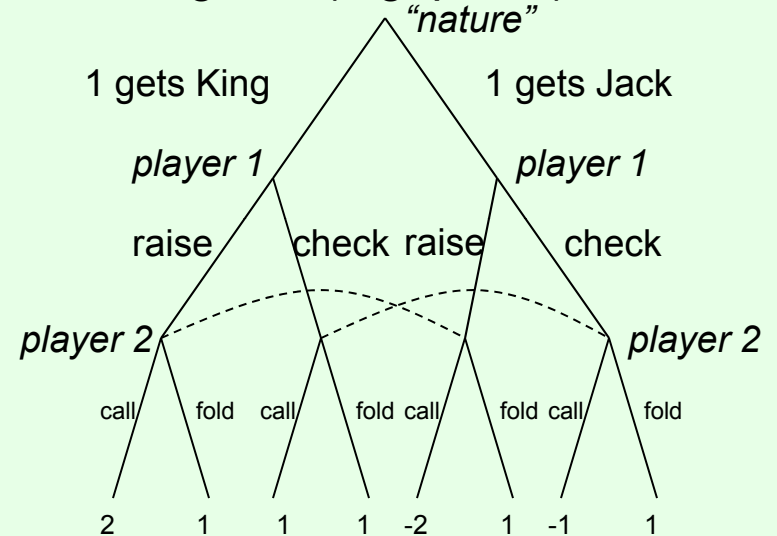 “nature”
1 gets King 1 gets Jack
player 1 player 1
raise check raise check
player 2 player 2
call fold call fold call fold call fold
2 1 1 1 -2 1 -1 1